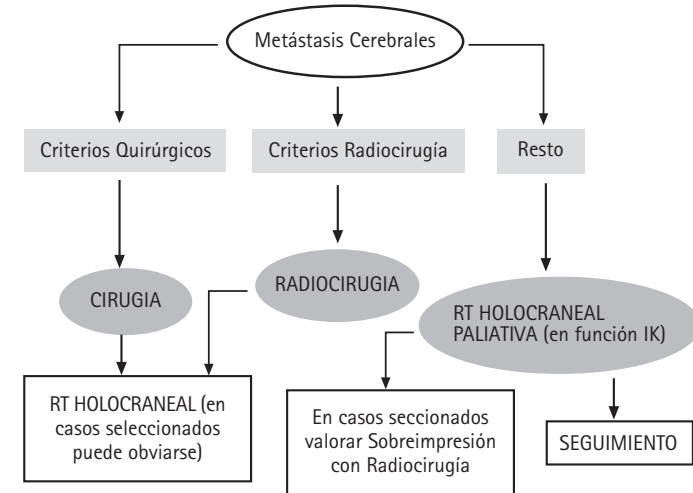 Metástasis Cerebrales
Criterios Quirúrgicos
Criterios Radiocirugía
Resto
CIRUGIA
RADIOCIRUGIA
RT HOLOCRANEAL
PALIATIVA (en función IK)
RT HOLOCRANEAL (en
casos seleccionados
puede obviarse)
En casos seccionados
valorar Sobreimpresión
con Radiocirugía
SEGUIMIENTO